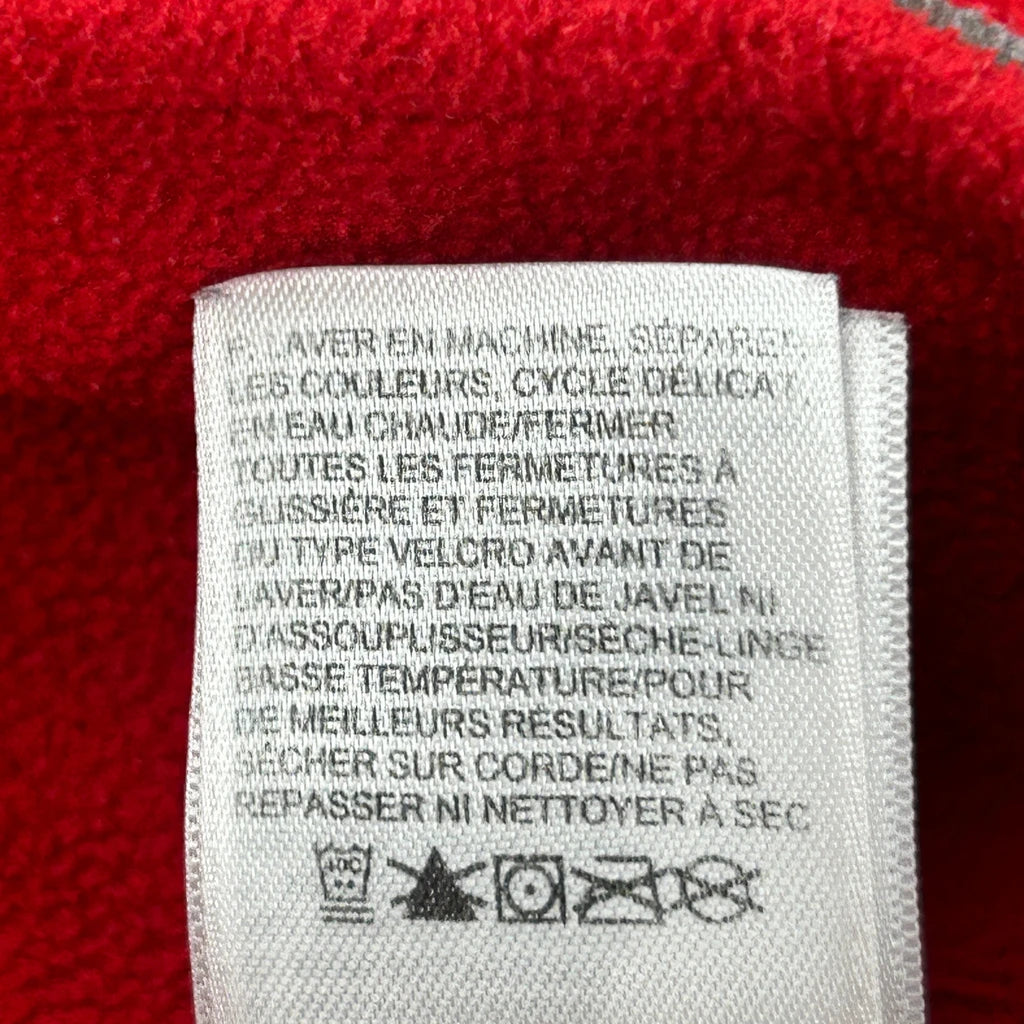 F: LAVER EN MACHINE, SÉPARER
LES COULEURS, CYCLE DÉLICAT,
EN EAU CHAUDE/FERMER
TOUTES LES FERMETURES À
GLISSIÈRE ET FERMETURES
DU TYPE VELCRO AVANT DE
LAVER/PAS D'EAU DE JAVEL NI
D'ASSOUPLISSEUR/SÈCHE-LINGE
BASSE TEMPÉRATURE/POUR
DE MEILLEURS RÉSULTATS,
SÉCHER SUR CORDE/NE PAS
REPASSER NI NETTOYER À SEC